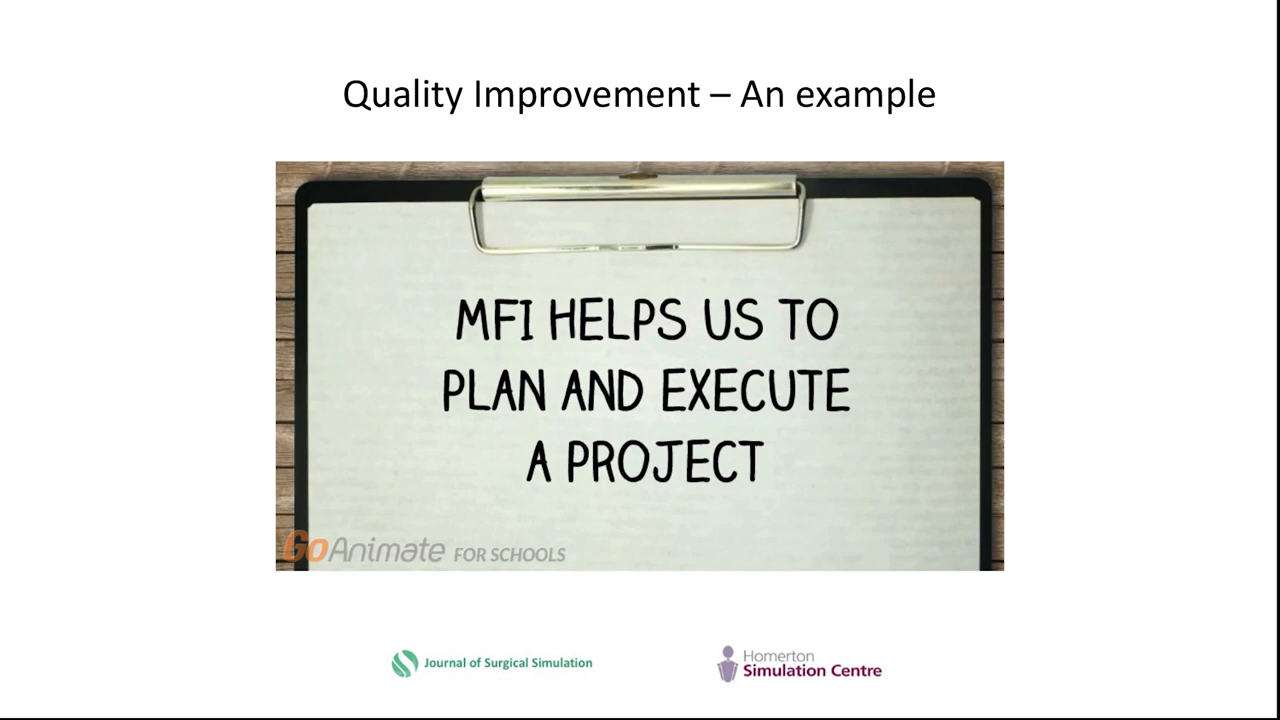 Quality Improvement – An example
MFI HELPS US TO
PLAN AND EXECUTE
A PROJECT
GoAnimate FOR SCHOOLS
Journal of Surgical Simulation
Homerton
Simulation Centre